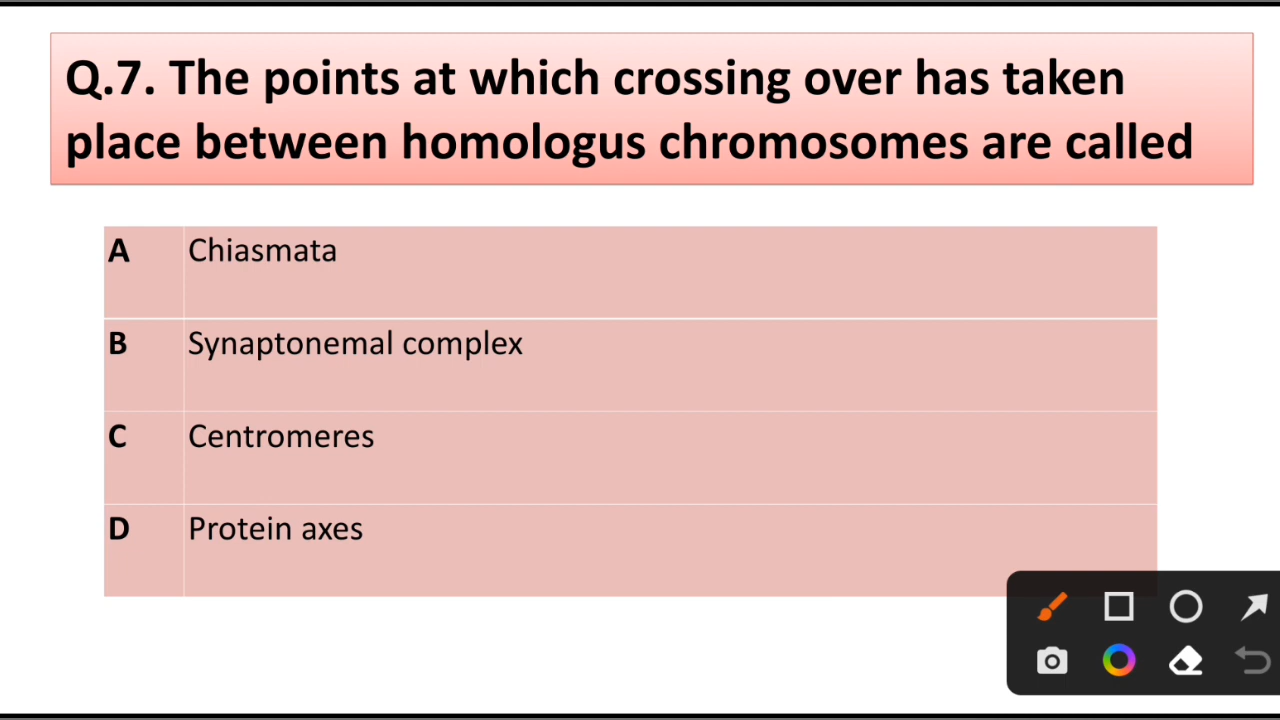 Q.7. The points at which crossing over has taken
place between homologus chromosomes are called
A Chiasmata
B Synaptonemal complex
C Centromeres
D Protein axes